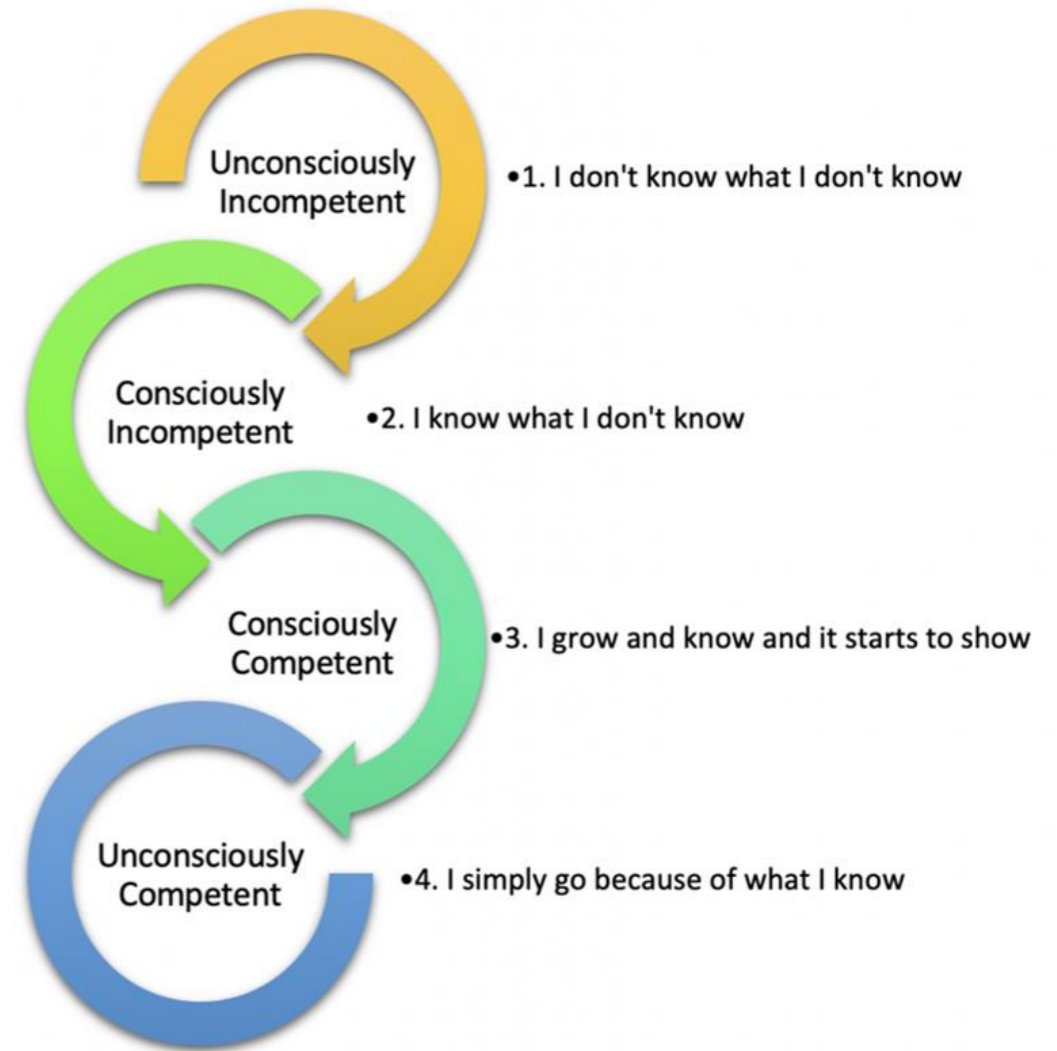 Unconsciously
Incompetent
•1. I don't know what I don't know
Consciously
Incompetent
•2. I know what I don't know
Consciously
Competent
•3. I grow and know and it starts to show
Unconsciously
Competent
•4. I simply go because of what I know